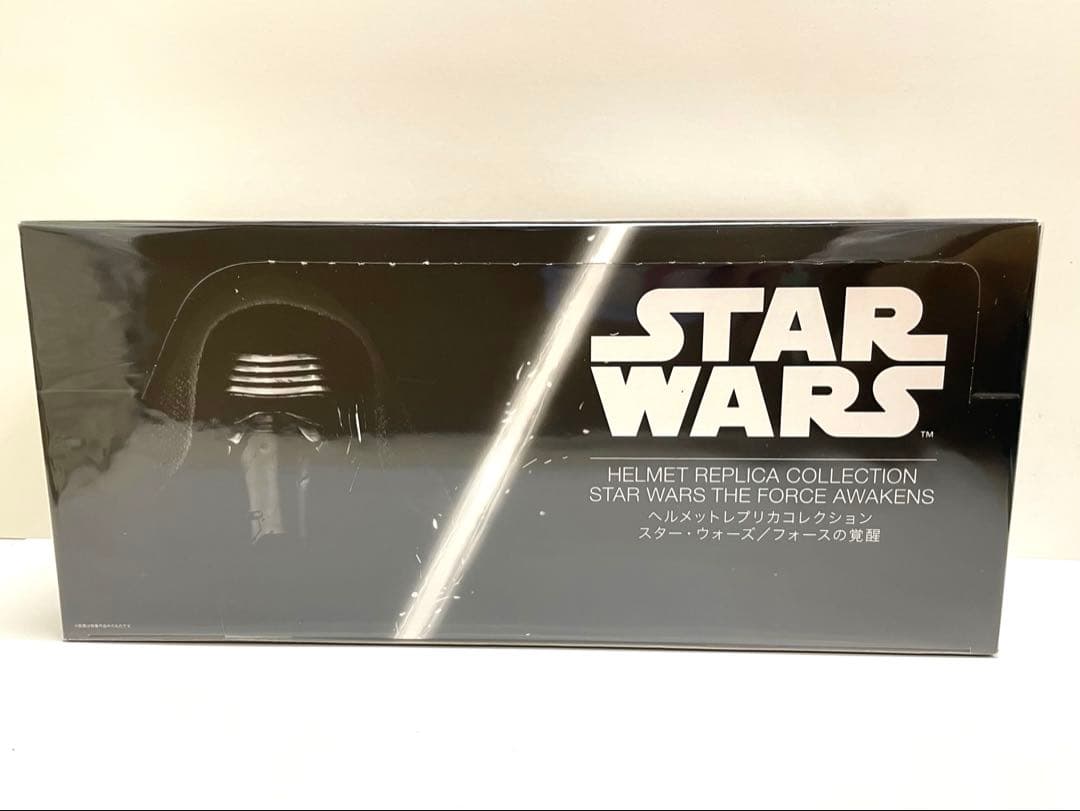 STAR
WARS
TM
HELMET REPLICA COLLECTION
STAR WARS THE FORCE AWAKENS
ヘルメットレプリカコレクション
スター・ウォーズ／フォースの覚醒